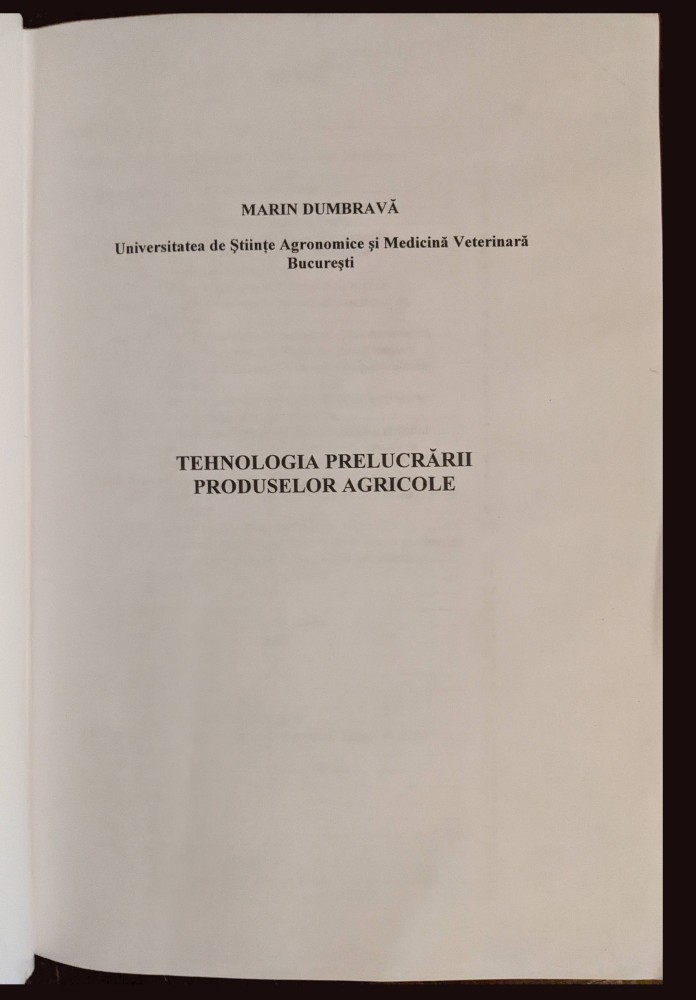 MARIN DUMBRAVĂ
Universitatea de Ştiinţe Agronomice şi Medicină Veterinară
Bucureşti
TEHNOLOGIA PRELUCRĂRII
PRODUSELOR AGRICOLE